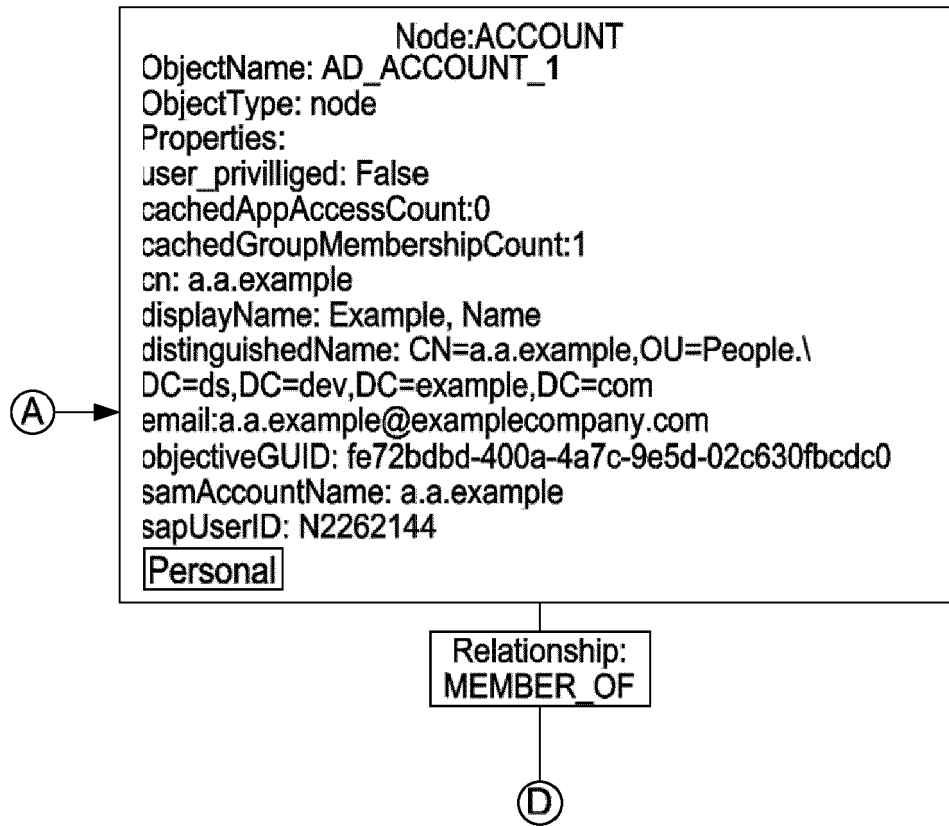 Node:ACCOUNT
ObjectName: AD_ACCOUNT_1
ObjectType: node
Properties:
user_privilliged: False
cachedAppAccessCount:0
cachedGroupMembershipCount:1
cn: a.a.example
displayName: Example, Name
distinguishedName: CN=a.a.example,OU=People.\
DC=ds,DC=dev,DC=example,DC=com
A
email:a.a.example@examplecompany.com
objectiveGUID: fe72bdbd-400a-4a7c-9e5d-02c630fbcdc0
samAccountName: a.a.example
sapUserID: N2262144
Personal
Relationship:
MEMBER_OF
D